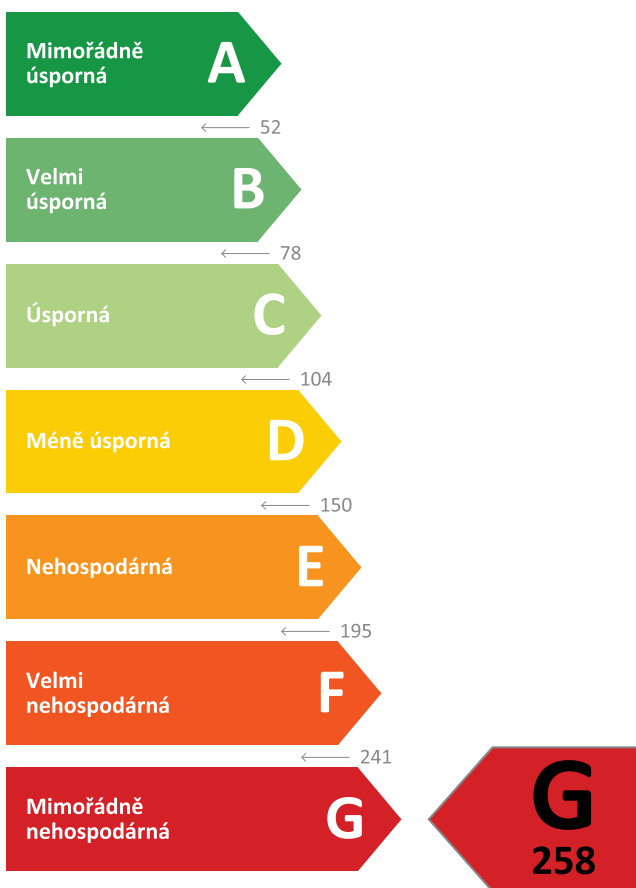 Mimořádně
úsporná
A
52
Velmi
úsporná
B
78
Úsporná
C
104
Méně úsporná
D
150
Nehospodárná
E
195
Velmi
nehospodárná
F
241
Mimořádně
nehospodárná
G
G
258